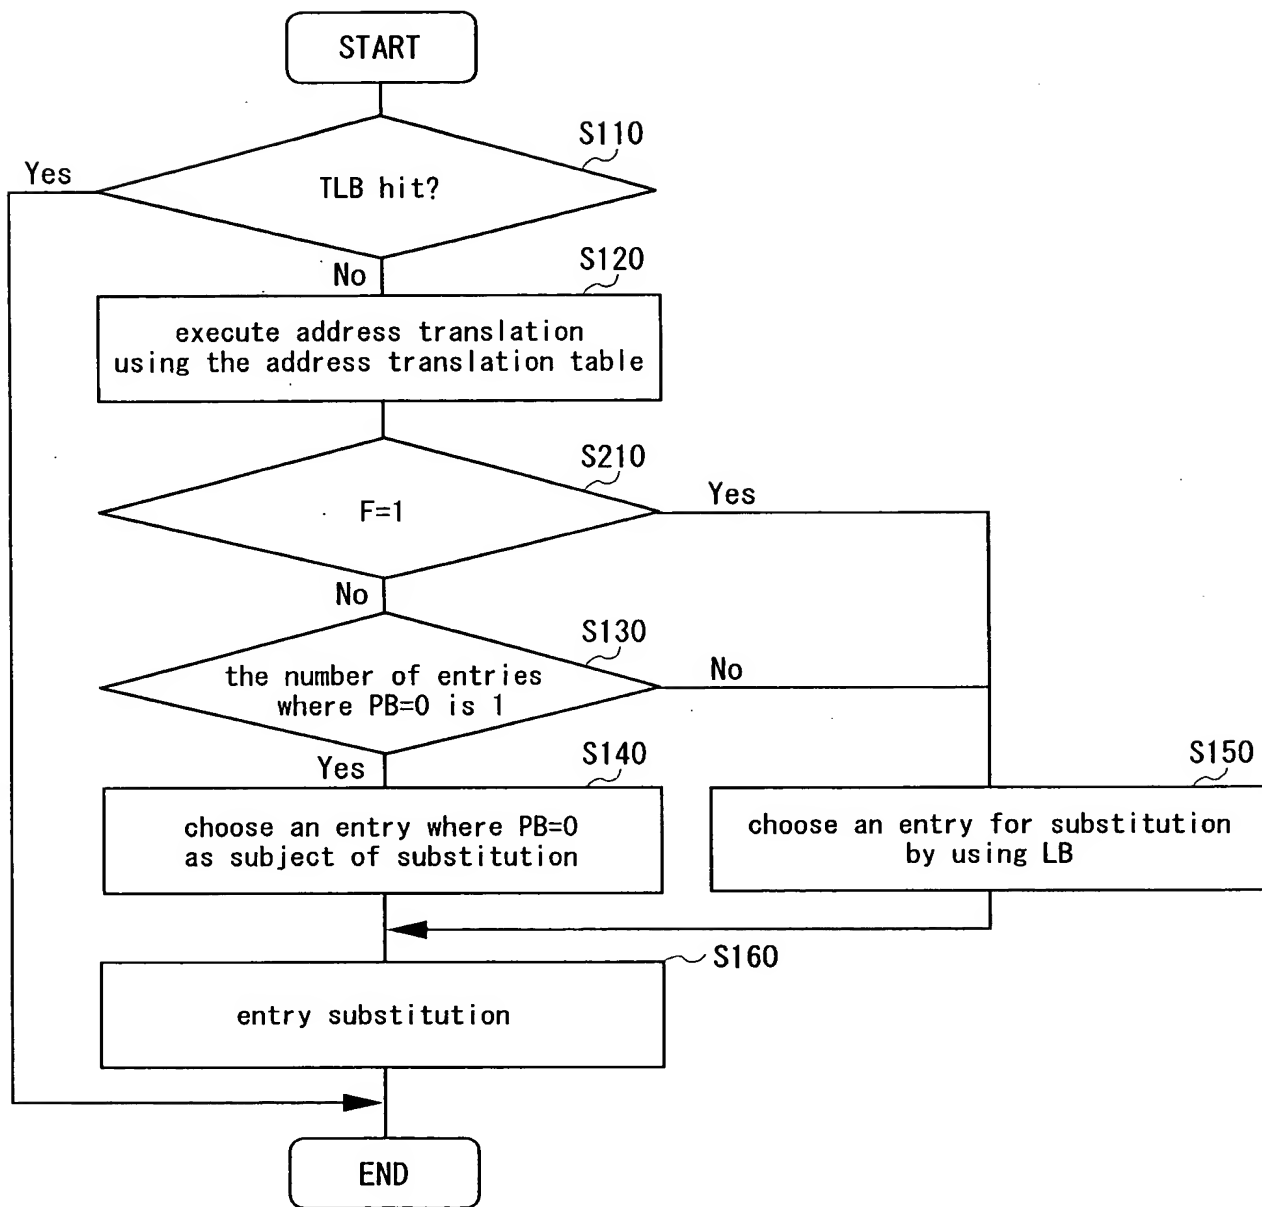 START
S110
Yes
TLB hit?
No
S120
execute address translation
using the address translation table
S210
Yes
F=1
No
S130
the number of entries
where PB=0 is 1
No
Yes
S140
S150
choose an entry where PB=0
as subject of substitution
choose an entry for substitution
by using LB
S160
entry substitution
END